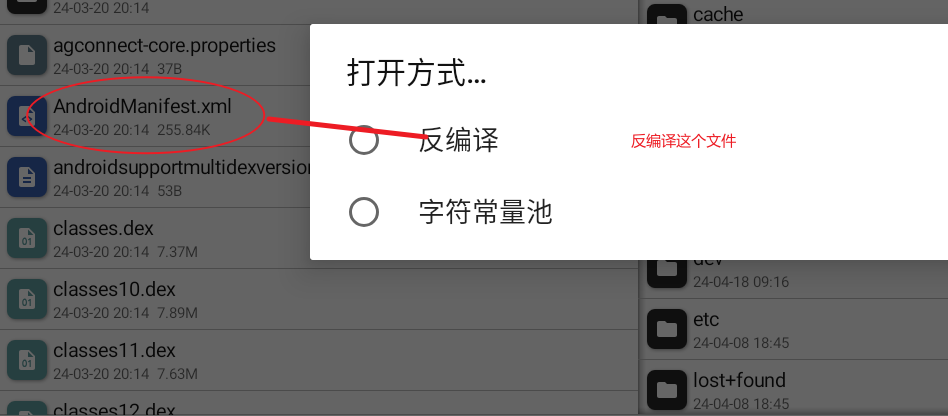 24-03-20 20:14
agconnect-core.properties
24-03-20 20:14 37B
AndroidManifest.xml
24-03-20 20:14 255.84K
androidsupportmultidexversion
24-03-20 20:14 53B
classes.dex
24-03-20 20:14 7.37M
classes10.dex
24-03-20 20:14 7.89M
classes11.dex
24-03-20 20:14 7.63M
classes12.dex
打开方式...
反编译
反编译这个文件
字符常量池
cache
dev
24-04-18 09:16
etc
24-04-08 18:45
lost+found
24-04-08 18:45